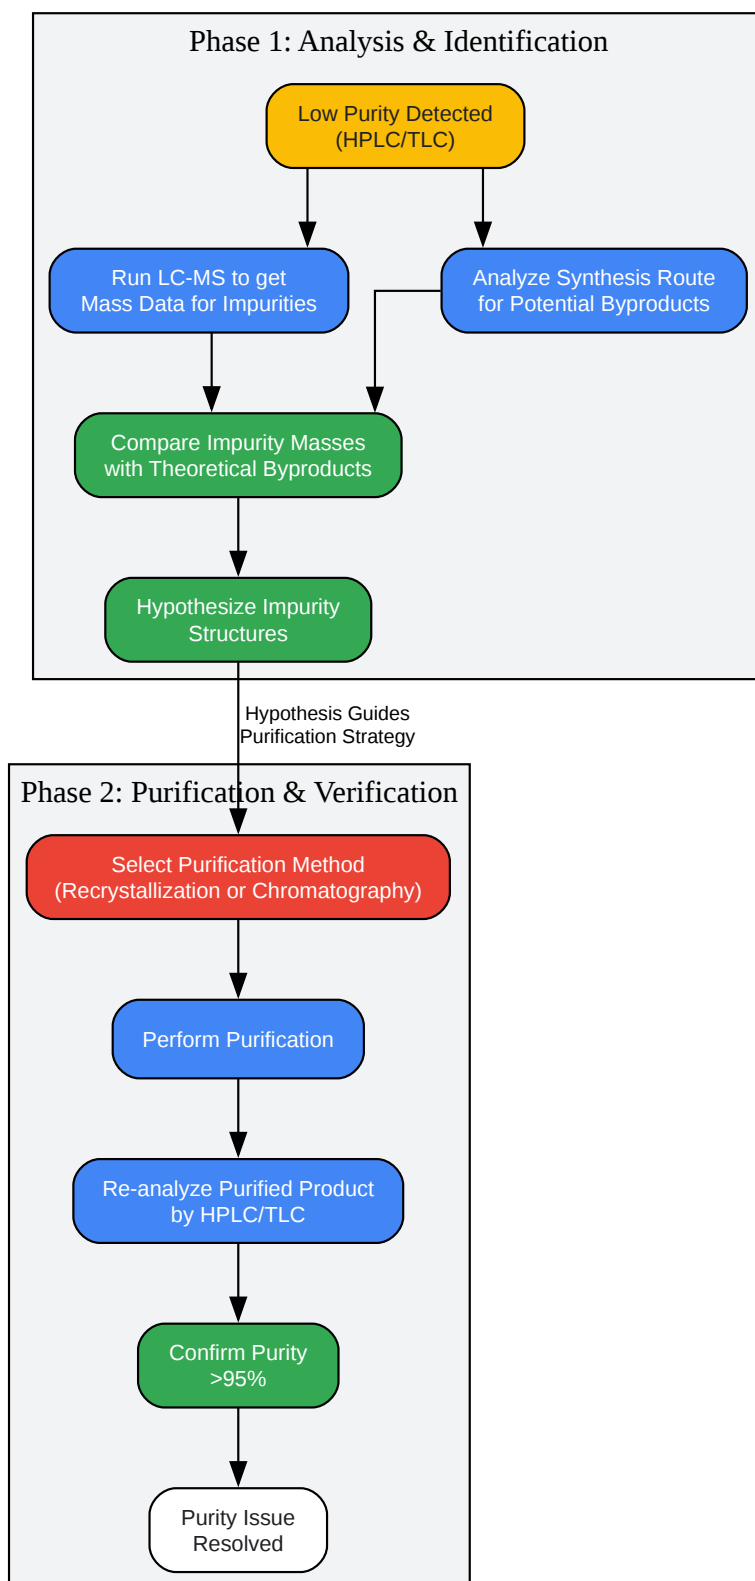 Phase 1: Analysis & Identification
Low Purity Detected
(HPLC/TLC)
Run LC-MS to get
Mass Data for Impurities
Analyze Synthesis Route
for Potential Byproducts
Compare Impurity Masses
with Theoretical Byproducts
Hypothesize Impurity
Structures
Hypothesis Guides
Purification Strategy
Phase 2: Purification & Verification
Select Purification Method
(Recrystallization or Chromatography)
Perform Purification
Re-analyze Purified Product
by HPLC/TLC
Confirm Purity
>95%
Purity Issue
Resolved